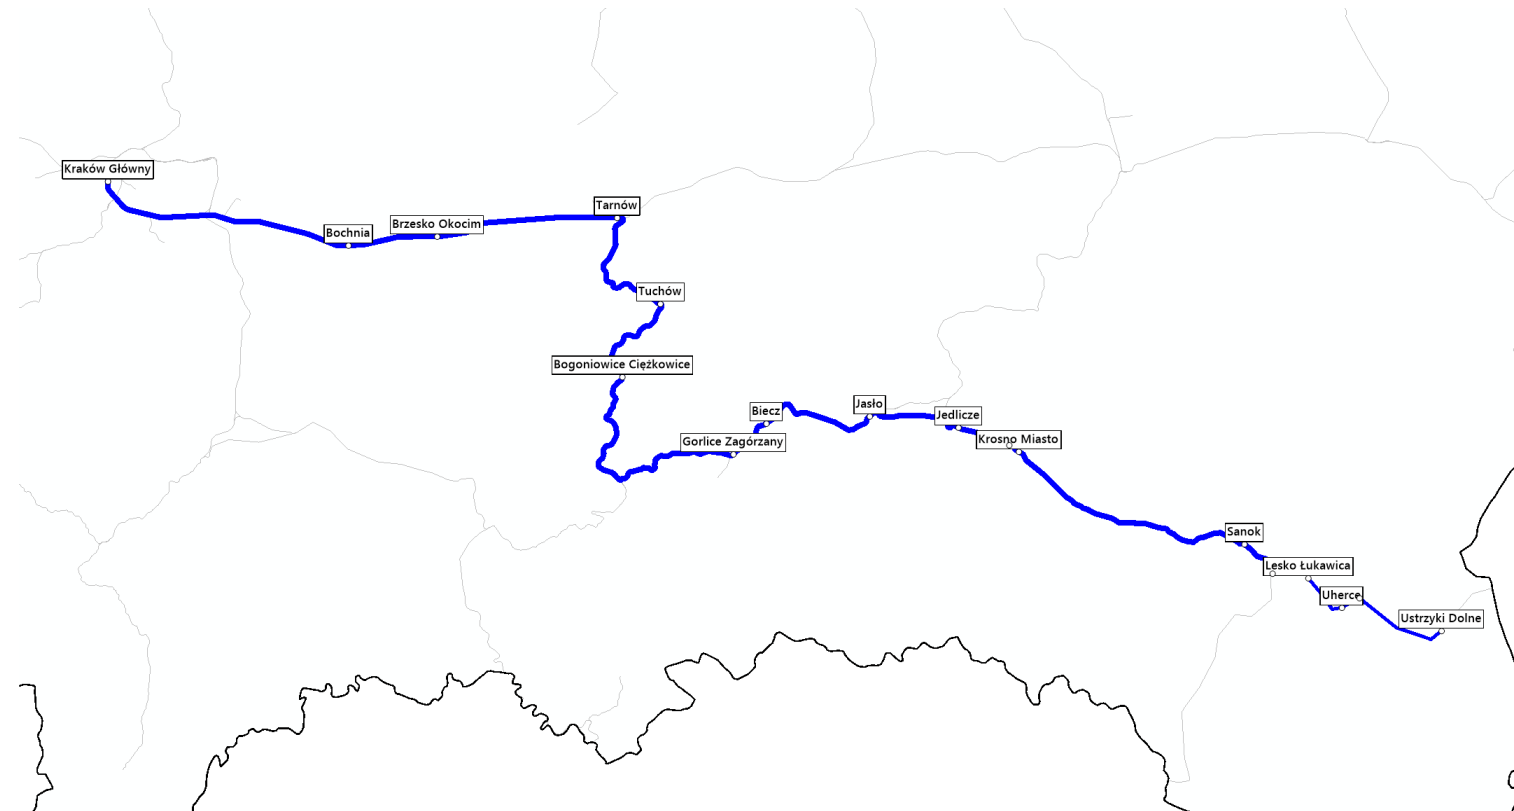 Kraków Główny
Bochnia
Brzesko Okocim
Tarnów
Tuchów
Bogoniowice Ciężkowice
Gorlice Zagórzany
Biecz
Jasło
Jedlicze
Krosno Miasto
Sanok
Lesko Łukawica
Uherce
Ustrzyki Dolne